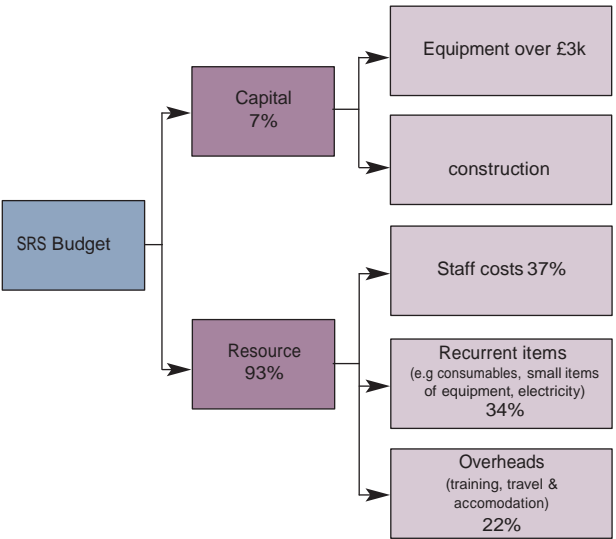 SRS Budget
Capital
7%
Equipment over £3k
construction
Resource
93%
Staff costs 37%
Recurrent items
(e.g consumables, small items
of equipment, electricity)
34%
Overheads
(training, travel &
accomodation)
22%